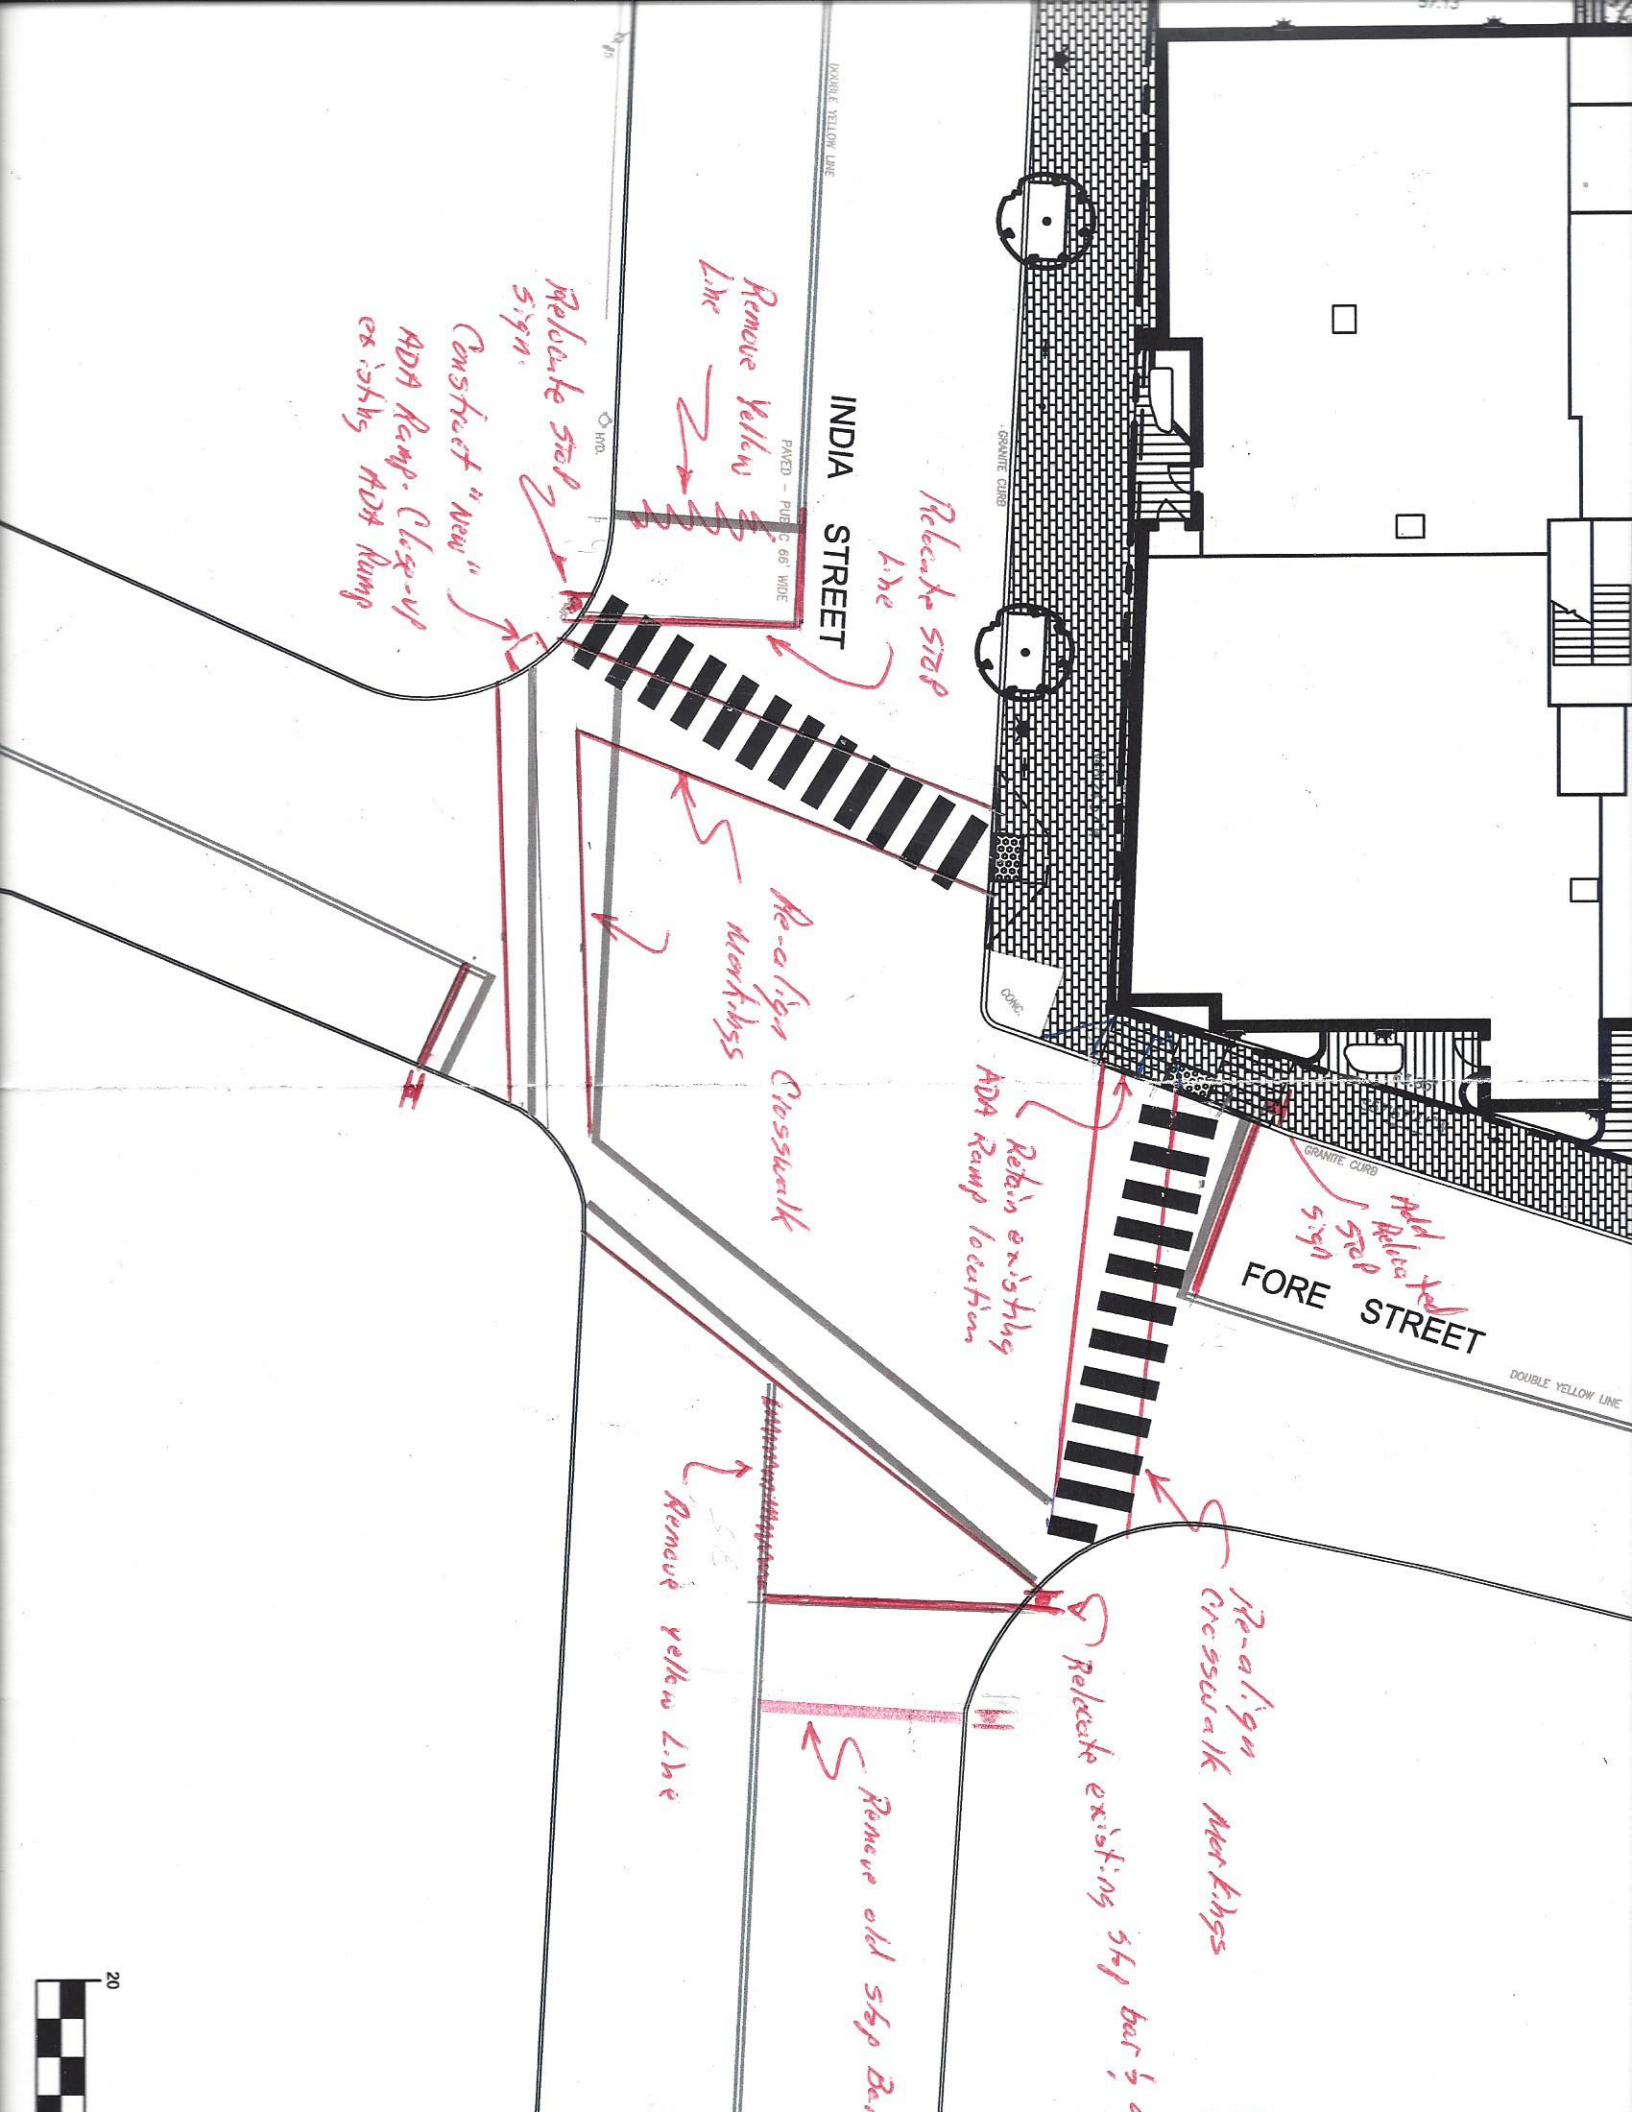 DOUBLE YELLOW LINE
INDIA STREET
PAVED - PUBLIC 66' WIDE
GRANITE CURB
HYD.
Remove Yellow
Line
Relocate STOP
sign.
Construct "New"
ADA Ramp. Close-up
existing ADA Ramp
Relocate STOP
Line
Re-align Crosswalk
Markings
CONC.
Retain existing
ADA Ramp location
GRANITE CURB
Add
Relocated
STOP
sign
FORE STREET
DOUBLE YELLOW LINE
Re-align
Crosswalk Markings
Relocate existing stop bar &
Remove yellow Line
Remove old stop Bar
20